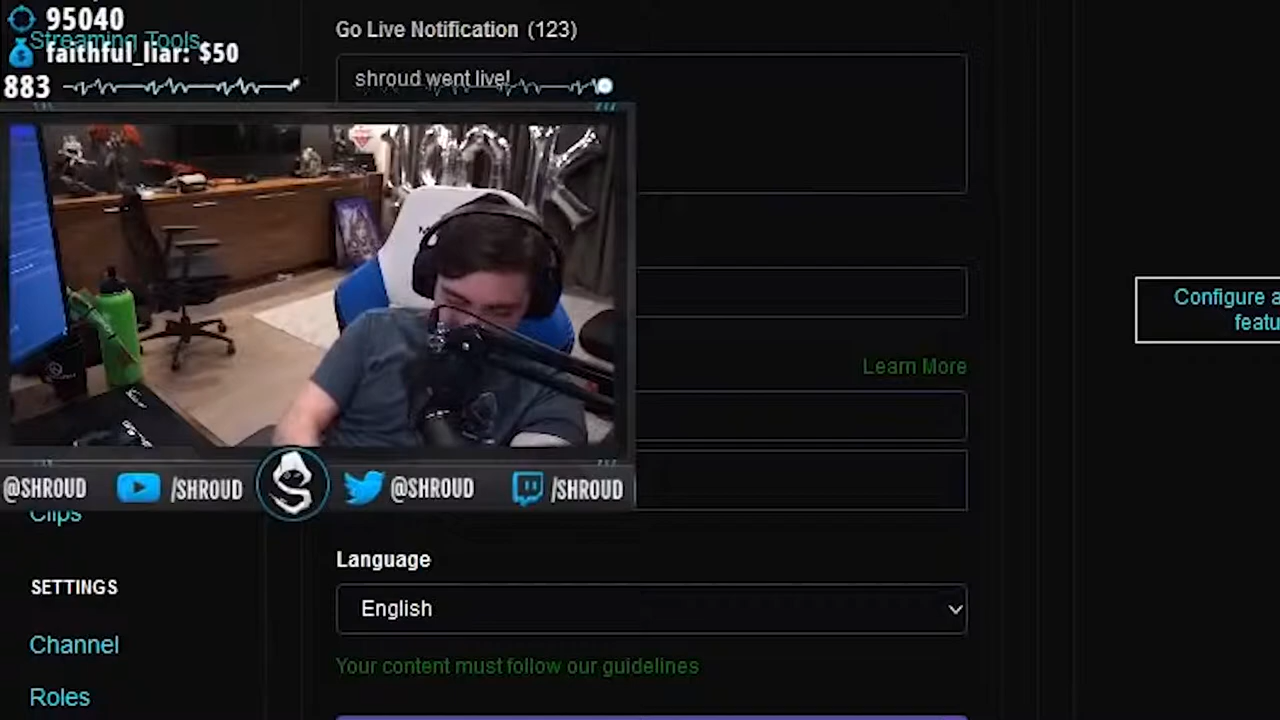 95040
Streaming Tools
faithful_liar: $50
883
Go Live Notification (123)
shroud went live!
Configure a
featu
Learn More
@SHROUD
/SHROUD
@SHROUD
/SHROUD
Clips
Language
SETTINGS
English
Channel
Your content must follow our guidelines
Roles